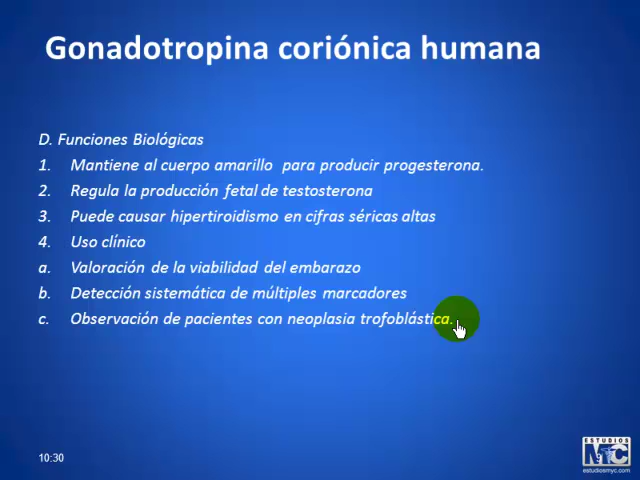 Gonadotropina coriónica humana
D. Funciones Biológicas
1. Mantiene al cuerpo amarillo para producir progesterona.
2. Regula la producción fetal de testosterona
3. Puede causar hipertiroidismo en cifras séricas altas
4. Uso clínico
a. Valoración de la viabilidad del embarazo
b. Detección sistemática de múltiples marcadores
c. Observación de pacientes con neoplasia trofoblástica.
10:30
ESTUDIOS
MYC
estudiosmyc.com